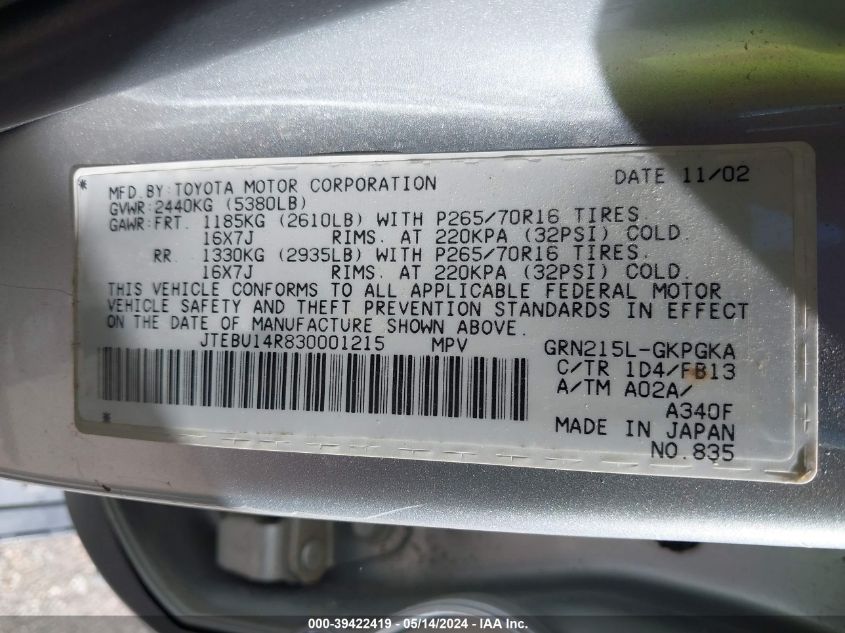 MFD. BY: TOYOTA MOTOR CORPORATION DATE 11/02
GVWR: 2440KG (5380LB)
GAWR: FRT. 1185KG (2610LB) WITH P265/70R16 TIRES.
16X7J RIMS. AT 220KPA (32PSI) COLD.
RR. 1330KG (2935LB) WITH P265/70R16 TIRES.
16X7J RIMS. AT 220KPA (32PSI) COLD.
THIS VEHICLE CONFORMS TO ALL APPLICABLE FEDERAL MOTOR
VEHICLE SAFETY AND THEFT PREVENTION STANDARDS IN EFFECT
ON THE DATE OF MANUFACTURE SHOWN ABOVE.
JTEBU14R830001215 MPV GRN215L-GKPGKA
C/TR 1D4/FB13
A/TM A02A/
A340F
MADE IN JAPAN
NO. 835
000-39422419 - 05/14/2024 - IAA